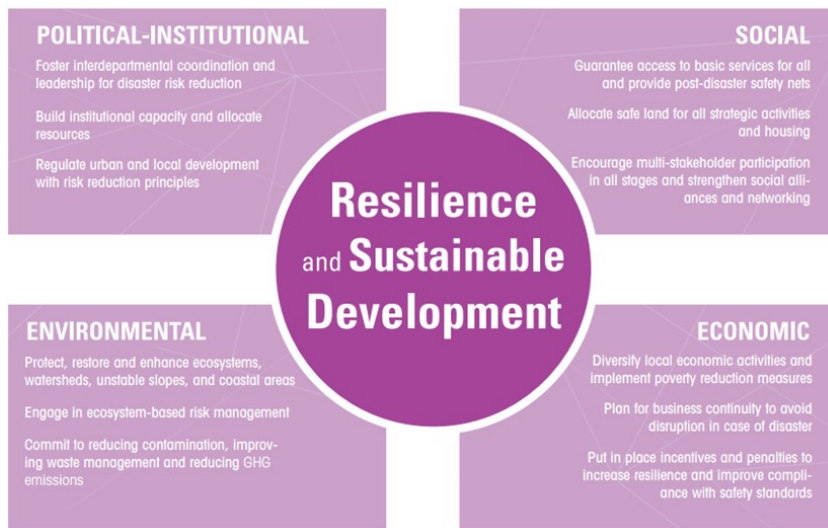 POLITICAL-INSTITUTIONAL
Foster interdepartmental coordination and
leadership for disaster risk reduction
Build institutional capacity and allocate
resources
Regulate urban and local development
with risk reduction principles
SOCIAL
Guarantee access to basic services for all
and provide post-disaster safety nets
Allocate safe land for all strategic activities
and housing
Encourage multi-stakeholder participation
in all stages and strengthen social alli-
ances and networking
Resilience
and Sustainable
Development
ENVIRONMENTAL
Protect, restore and enhance ecosystems,
watersheds, unstable slopes, and coastal areas
Engage in ecosystem-based risk management
Commit to reducing contamination, improv-
ing waste management and reducing GHG
emissions
ECONOMIC
Diversify local economic activities and
implement poverty reduction measures
Plan for business continuity to avoid
disruption in case of disaster
Put in place incentives and penalties to
increase resilience and improve compli-
ance with safety standards